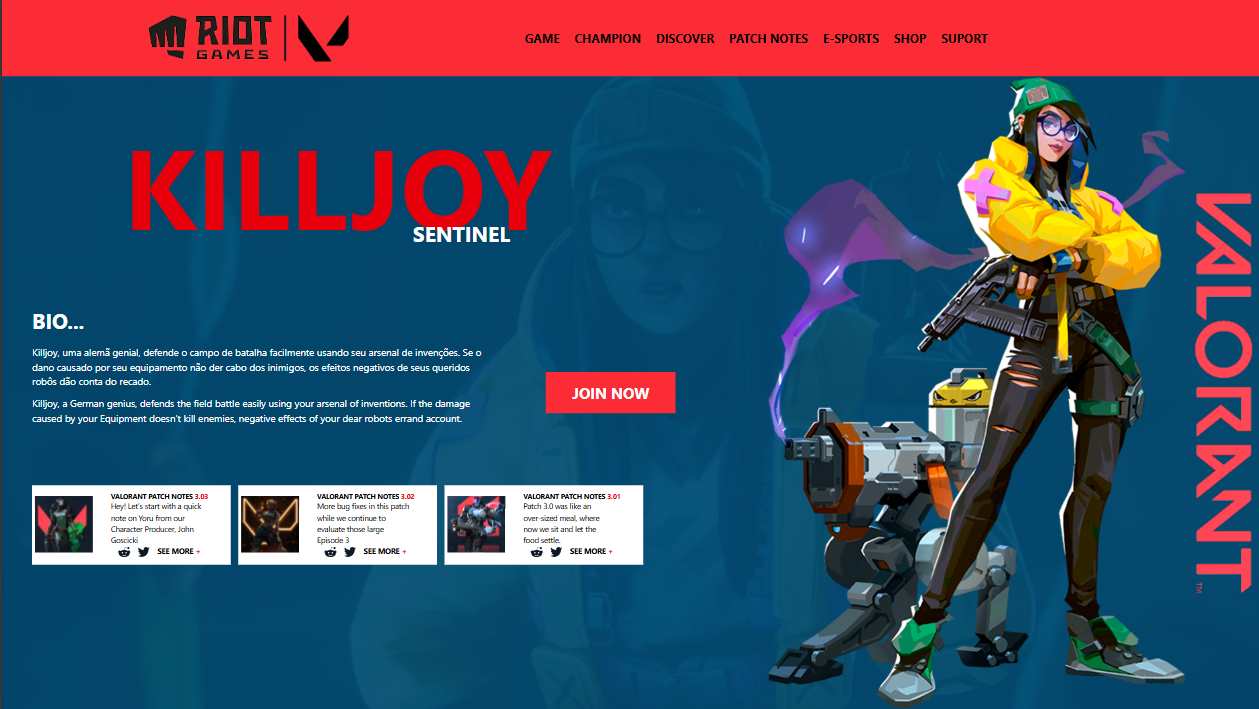 RIOT
GAMES
GAME CHAMPION DISCOVER PATCH NOTES E-SPORTS SHOP SUPORT
KILLJOY
SENTINEL
BIO...
Killjoy, uma alemã genial, defende o campo de batalha facilmente usando seu arsenal de invenções. Se o
dano causado por seu equipamento não der cabo dos inimigos, os efeitos negativos de seus queridos
robôs dão conta do recado.
Killjoy, a German genius, defends the field battle easily using your arsenal of inventions. If the damage
caused by your Equipment doesn't kill enemies, negative effects of your dear robots errand account.
JOIN NOW
VALORANT PATCH NOTES 3.03
Hey! Let's start with a quick
note on Yoru from our
Character Producer, John
Goscicki
SEE MORE +
VALORANT PATCH NOTES 3.02
More bug fixes in this patch
while we continue to
evaluate those large
Episode 3
SEE MORE +
VALORANT PATCH NOTES 3.01
Patch 3.0 was like an
over-sized meal, where
now we sit and let the
food settle.
SEE MORE +
VALORANT™